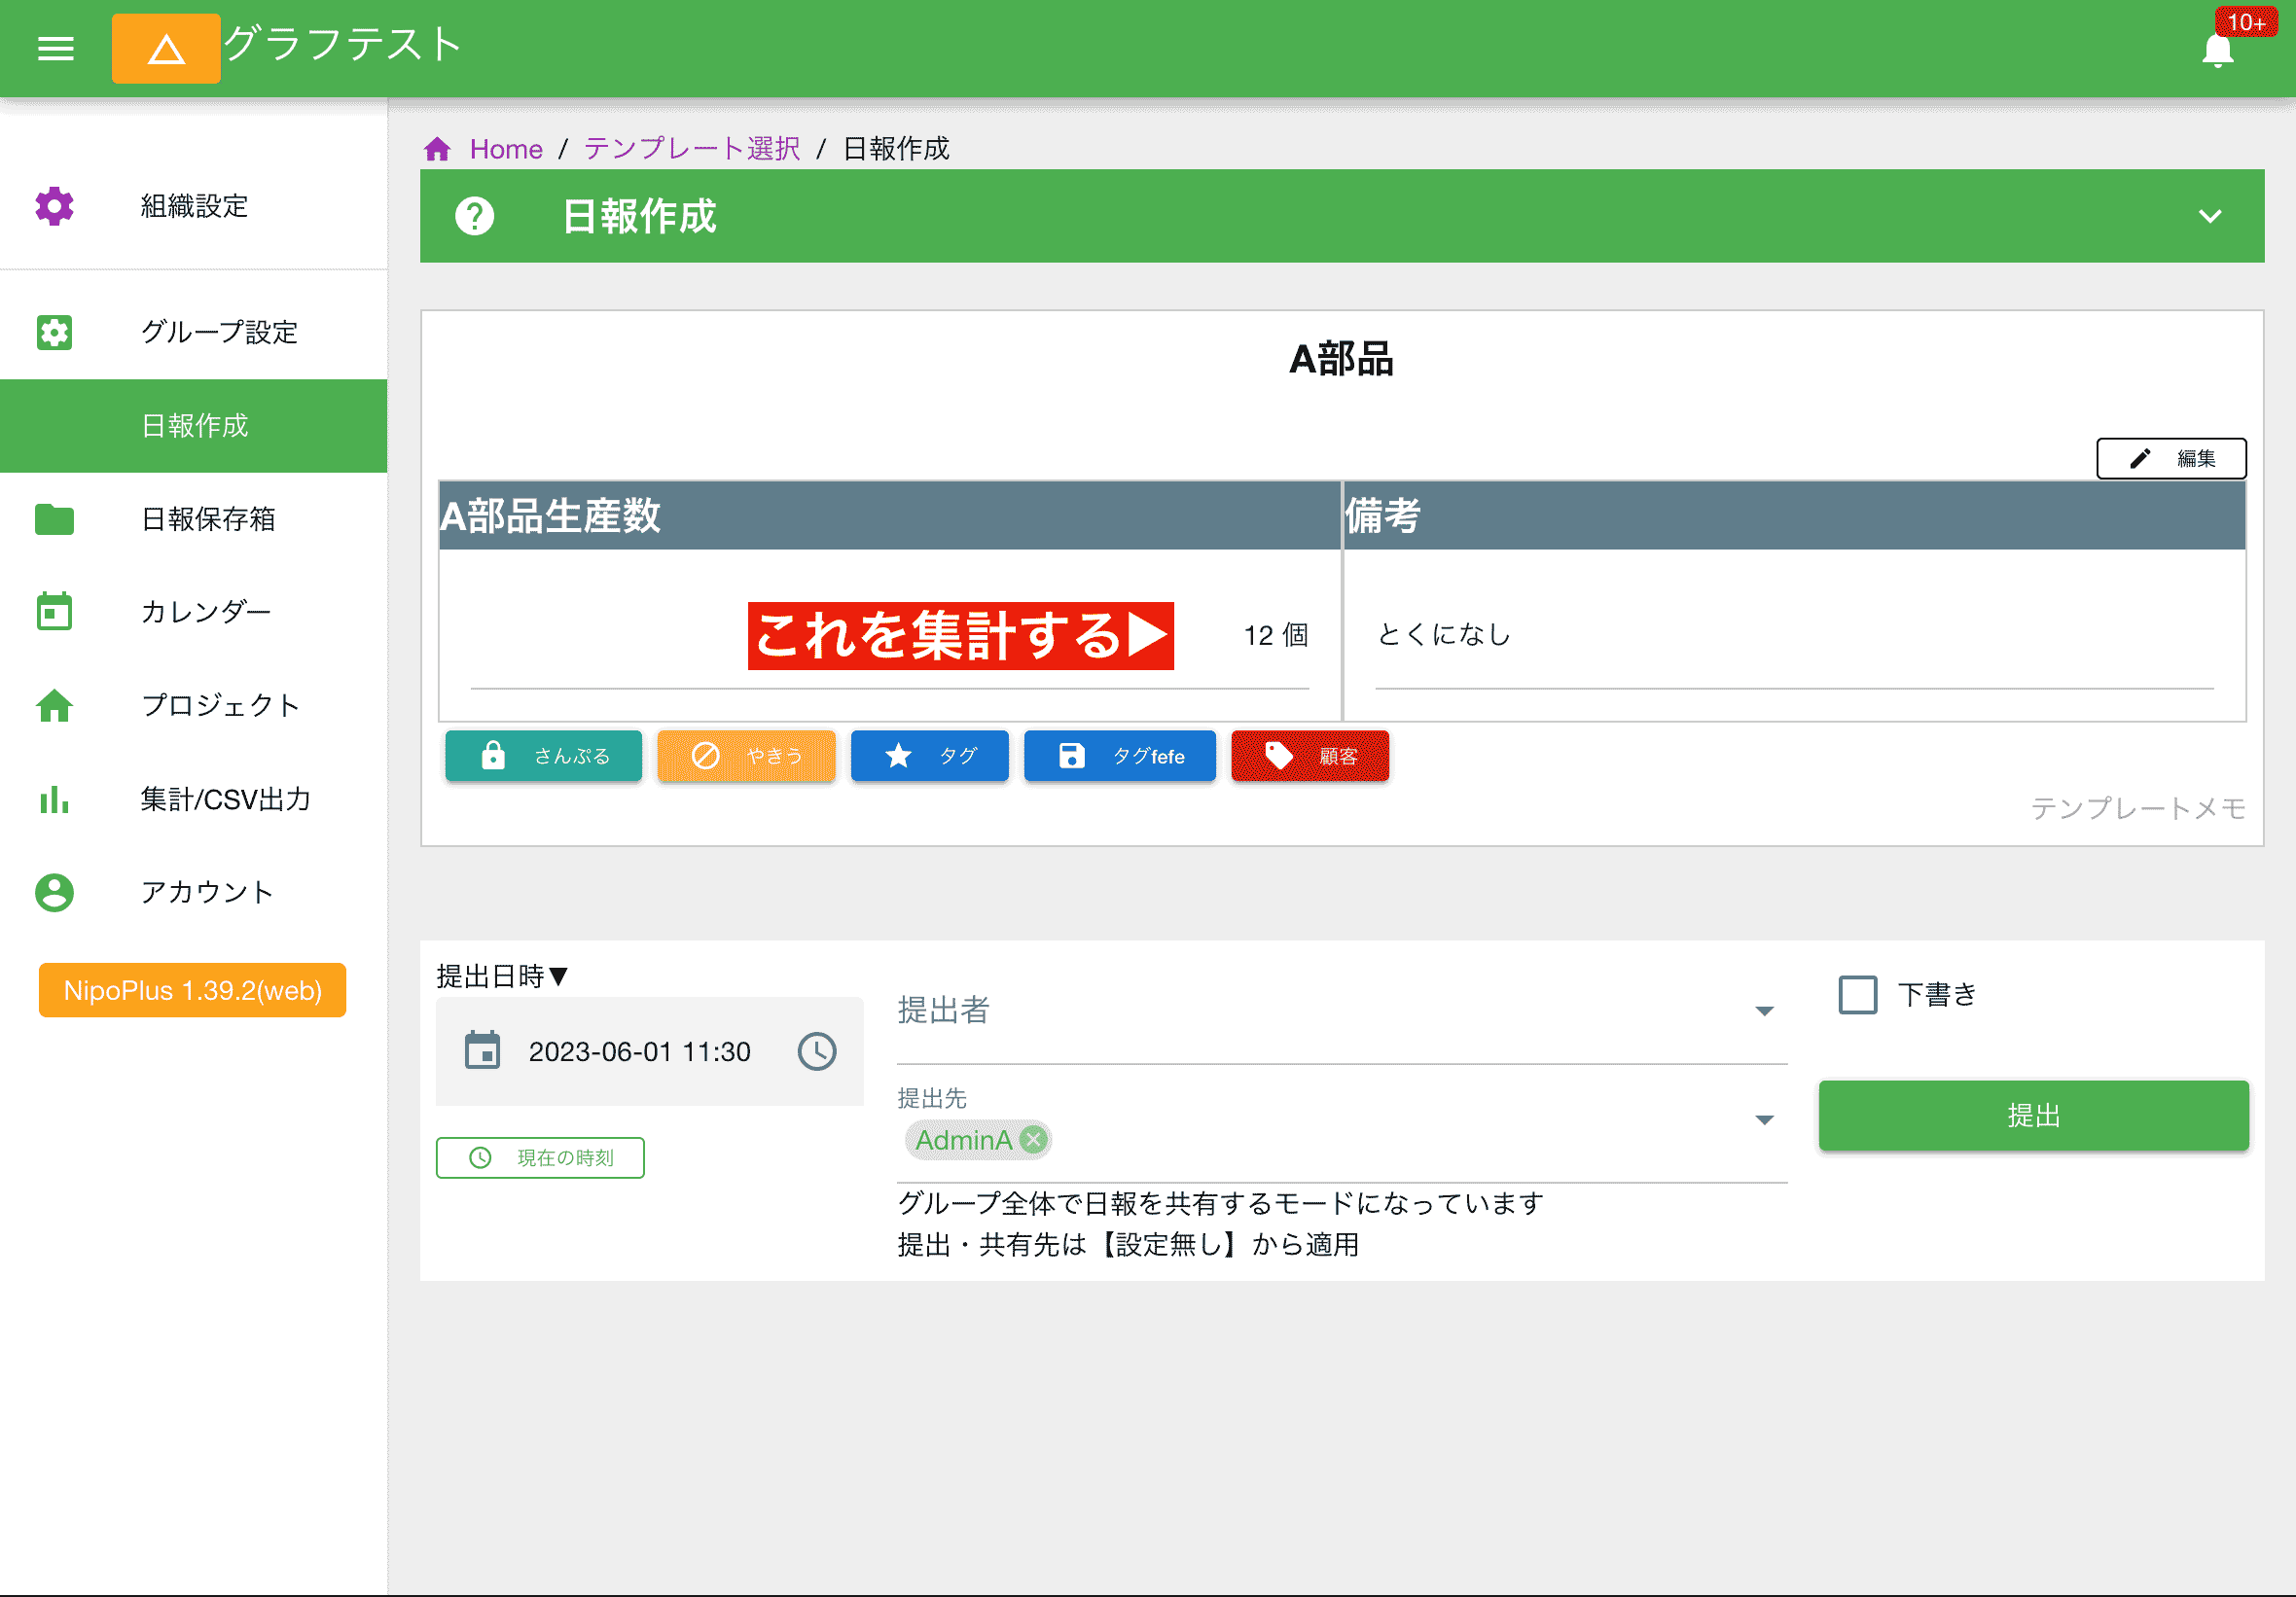 グラフテスト
10+
組織設定
グループ設定
日報作成
日報保存箱
カレンダー
プロジェクト
集計/CSV出力
アカウント
NipoPlus 1.39.2(web)
Home / テンプレート選択 / 日報作成
日報作成
A部品
編集
A部品生産数 備考
これを集計する▶ 12 個 とくになし
さんぷる やきう タグ タグfefe 顧客
テンプレートメモ
提出日時▼
2023-06-01 11:30
現在の時刻
提出者
提出先
AdminA
グループ全体で日報を共有するモードになっています
提出・共有先は【設定無し】から適用
下書き
提出